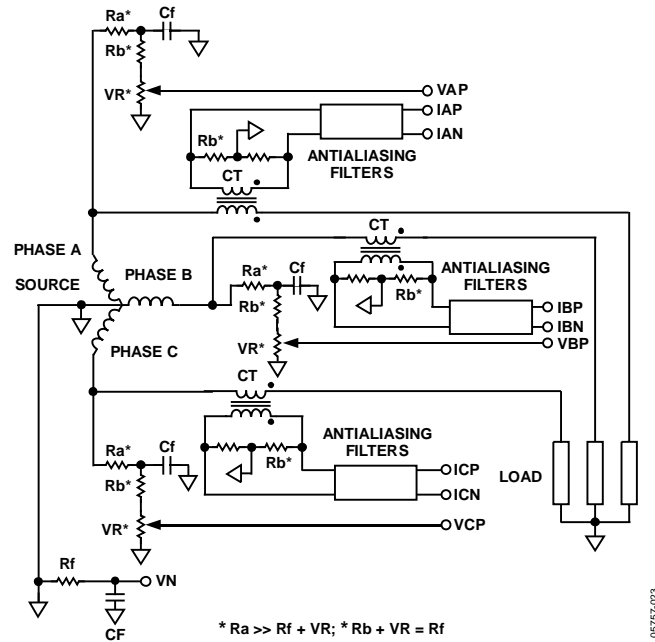 Ra*
Cf
Rb*
VR*
VAP
IAP
IAN
Rb*
ANTIALIASING
FILTERS
CT
CT
PHASE A
SOURCE
PHASE B
PHASE C
Ra*
Cf
Rb*
VR*
Rb*
ANTIALIASING
FILTERS
IBP
IBN
VBP
CT
Ra*
Cf
Rb*
VR*
Rb*
ANTIALIASING
FILTERS
ICP
ICN
VCP
LOAD
Rf
VN
CF
* Ra >> Rf + VR; * Rb + VR = Rf
05757-023